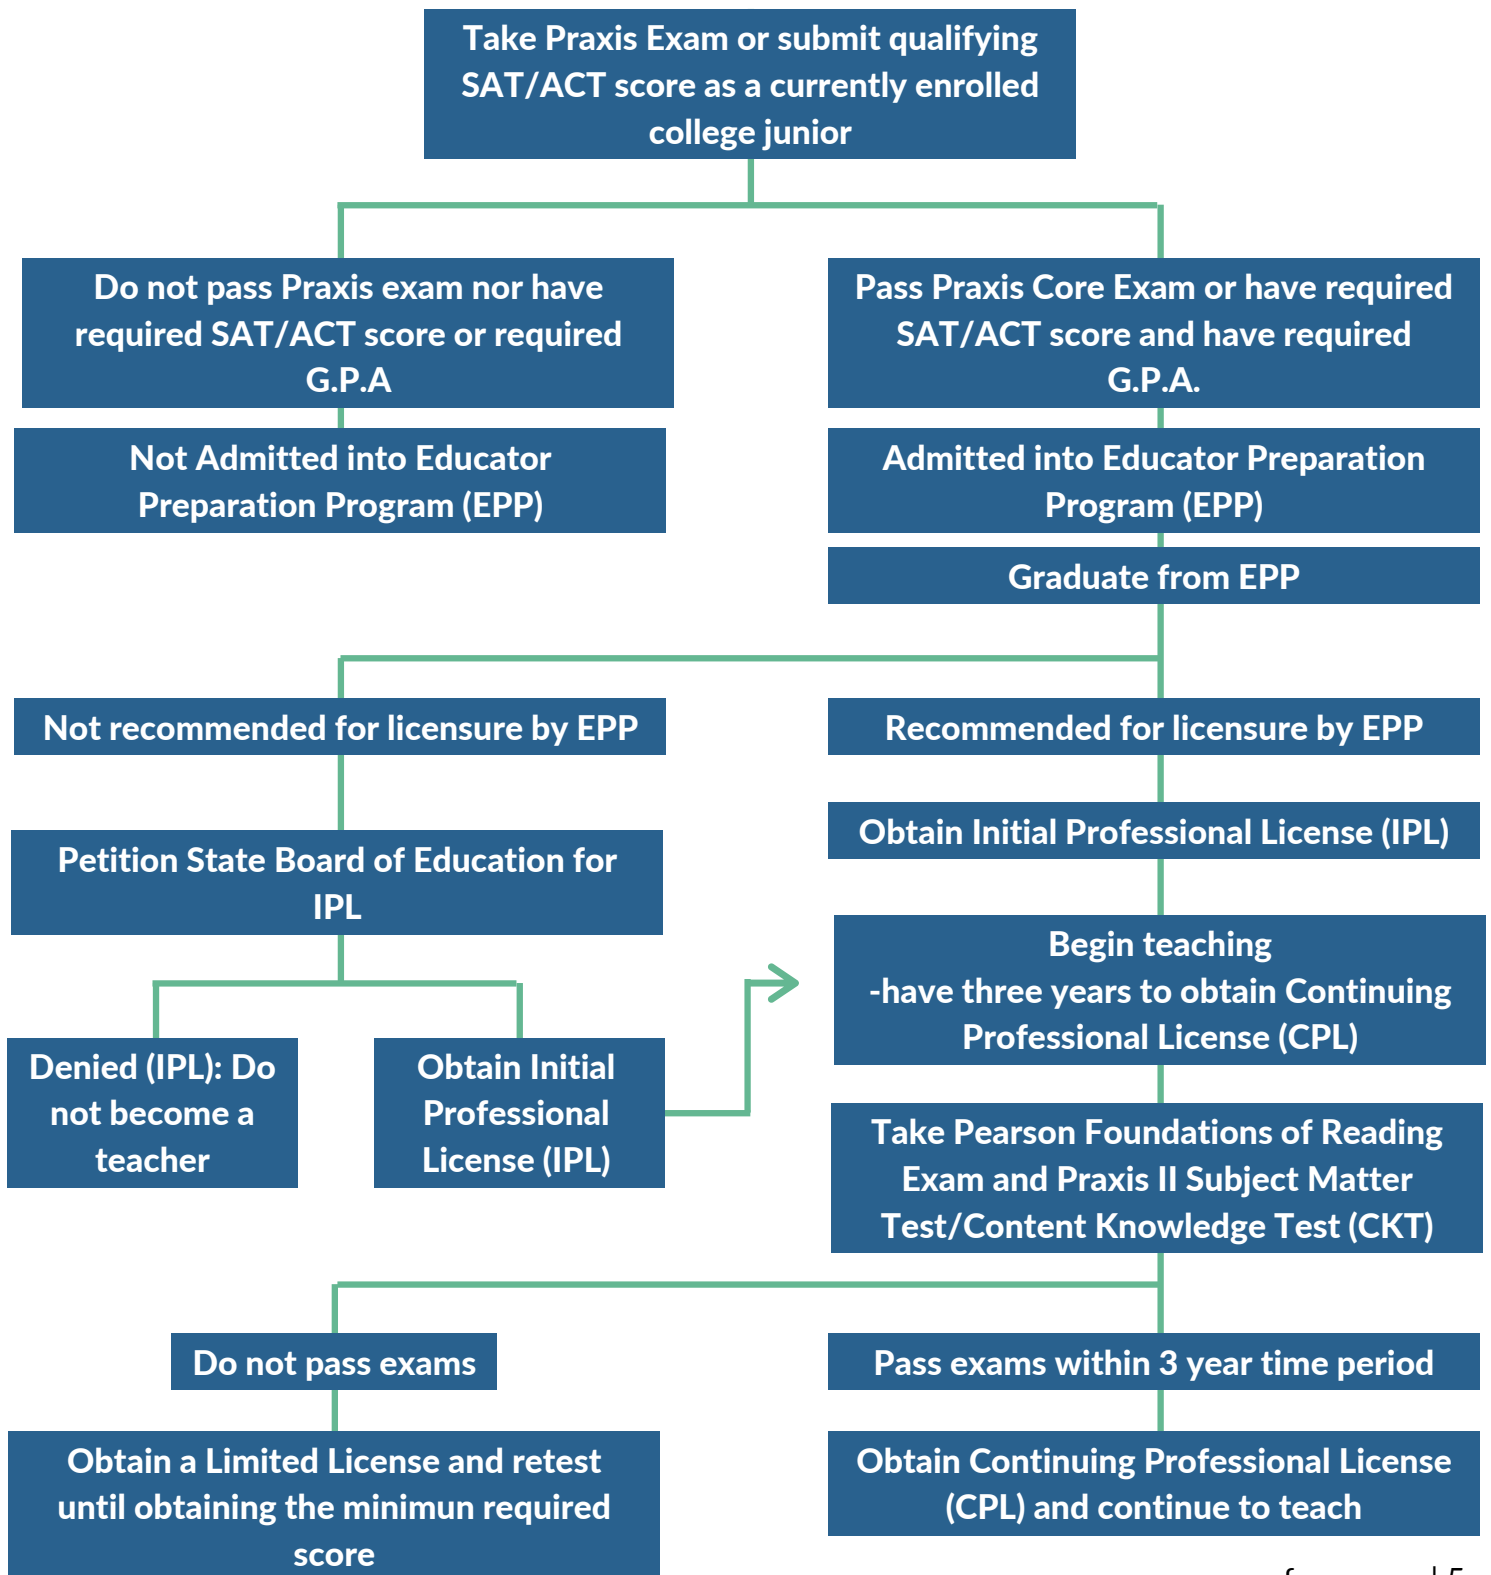 Take Praxis Exam or submit qualifying
SAT/ACT score as a currently enrolled
college junior
Do not pass Praxis exam nor have
required SAT/ACT score or required
G.P.A
Pass Praxis Core Exam or have required
SAT/ACT score and have required
G.P.A.
Not Admitted into Educator
Preparation Program (EPP)
Admitted into Educator Preparation
Program (EPP)
Graduate from EPP
Not recommended for licensure by EPP
Recommended for licensure by EPP
Petition State Board of Education for
IPL
Obtain Initial Professional License (IPL)
Begin teaching
-have three years to obtain Continuing
Professional License (CPL)
Denied (IPL): Do
not become a
teacher
Obtain Initial
Professional
License (IPL)
Take Pearson Foundations of Reading
Exam and Praxis II Subject Matter
Test/Content Knowledge Test (CKT)
Do not pass exams
Pass exams within 3 year time period
Obtain a Limited License and retest
until obtaining the minimun required
score
Obtain Continuing Professional License
(CPL) and continue to teach